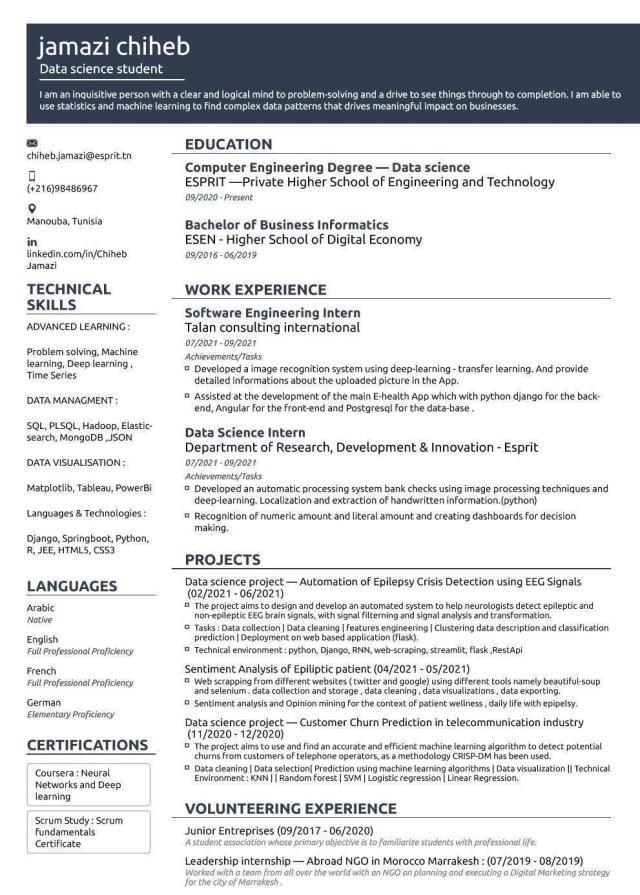 jamazi chiheb
Data science student
I am an inquisitive person with a clear and logical mind to problem-solving and a drive to see things through to completion. I am able to
use statistics and machine learning to find complex data patterns that drives meaningful impact on businesses.
chiheb.jamazi@esprit.tn
(+216)98486967
Manouba, Tunisia
in
linkedin.com/in/Chiheb
Jamazi
TECHNICAL
SKILLS
ADVANCED LEARNING :
Problem solving, Machine
learning, Deep learning ,
Time Series
DATA MANAGMENT :
SQL, PLSQL, Hadoop, Elastic-
search, MongoDB ,JSON
DATA VISUALISATION :
Matplotlib, Tableau, PowerBi
Languages & Technologies :
Django, Springboot, Python,
R, JEE, HTML5, CSS3
LANGUAGES
Arabic
Native
English
Full Professional Proficiency
French
Full Professional Proficiency
German
Elementary Proficiency
CERTIFICATIONS
Coursera : Neural
Networks and Deep
learning
Scrum Study : Scrum
fundamentals
Certificate
EDUCATION
Computer Engineering Degree — Data science
ESPRIT —Private Higher School of Engineering and Technology
09/2020 - Present
Bachelor of Business Informatics
ESEN - Higher School of Digital Economy
09/2016 - 06/2019
WORK EXPERIENCE
Software Engineering Intern
Talan consulting international
07/2021 - 09/2021
Achievements/Tasks
Developed a image recognition system using deep-learning - transfer learning. And provide
detailed informations about the uploaded picture in the App.
Assisted at the development of the main E-health App which with python django for the back-
end, Angular for the front-end and Postgresql for the data-base .
Data Science Intern
Department of Research, Development & Innovation - Esprit
07/2021 - 09/2021
Achievements/Tasks
Developed an automatic processing system bank checks using image processing techniques and
deep-learning. Localization and extraction of handwritten information.(python)
Recognition of numeric amount and literal amount and creating dashboards for decision
making.
PROJECTS
Data science project — Automation of Epilepsy Crisis Detection using EEG Signals
(02/2021 - 06/2021)
The project aims to design and develop an automated system to help neurologists detect epileptic and
non-epileptic EEG brain signals, with signal filterning and signal analysis and transformation.
Tasks : Data collection | Data cleaning | features engineering | Clustering data description and classification
prediction | Deployment on web based application (flask).
Technical environment : python, Django, RNN, web-scraping, streamlit, flask ,RestApi
Sentiment Analysis of Epiliptic patient (04/2021 - 05/2021)
Web scrapping from different websites ( twitter and google) using different tools namely beautiful-soup
and selenium . data collection and storage , data cleaning , data visualizations , data exporting.
Sentiment analysis and Opinion mining for the context of patient wellness , daily life with epipelsy.
Data science project — Customer Churn Prediction in telecommunication industry
(11/2020 - 12/2020)
The project aims to use and find an accurate and efficient machine learning algorithm to detect potential
churns from customers of telephone operators, as a methodology CRISP-DM has been used.
Data cleaning | Data selection| Prediction using machine learning algorithms | Data visualization || Technical
Environment : KNN | | Random forest | SVM | Logistic regression | Linear Regression.
VOLUNTEERING EXPERIENCE
Junior Entreprises (09/2017 - 06/2020)
A student association whose primary objective is to familiarize students with professional life.
Leadership internship — Abroad NGO in Morocco Marrakesh : (07/2019 - 08/2019)
Worked with a team from all over the world with an NGO on planning and executing a Digital Marketing strategy
for the city of Marrakesh .